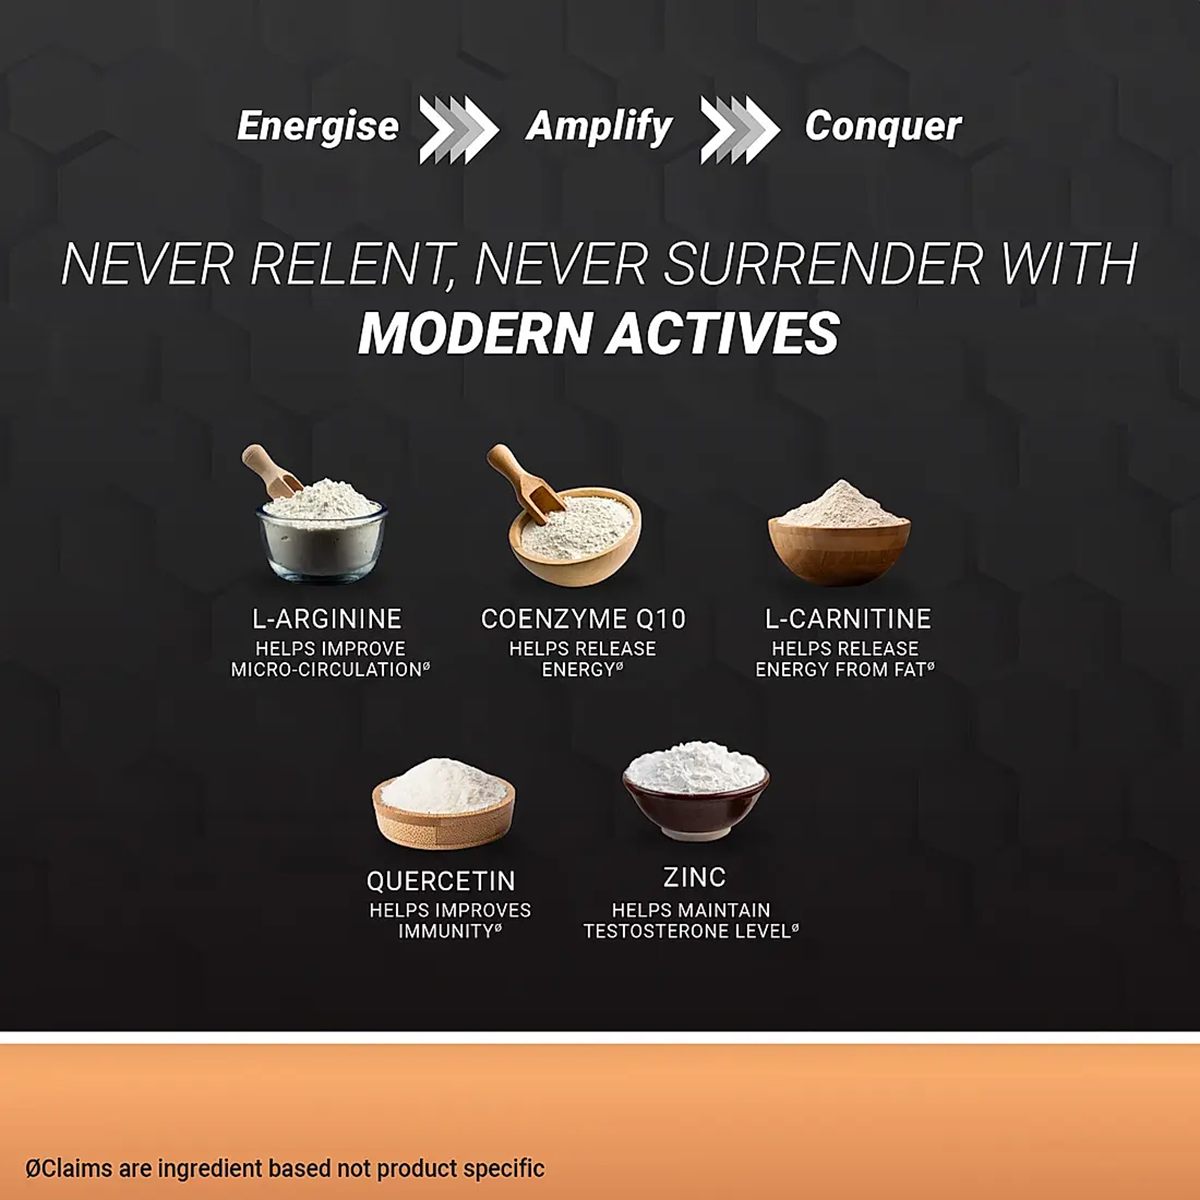 Energise Amplify Conquer
NEVER RELENT, NEVER SURRENDER WITH
MODERN ACTIVES
L-ARGININE
HELPS IMPROVE
MICRO-CIRCULATIONø
COENZYME Q10
HELPS RELEASE
ENERGYø
L-CARNITINE
HELPS RELEASE
ENERGY FROM FATø
QUERCETIN
HELPS IMPROVES
IMMUNITYø
ZINC
HELPS MAINTAIN
TESTOSTERONE LEVELø
ØClaims are ingredient based not product specific